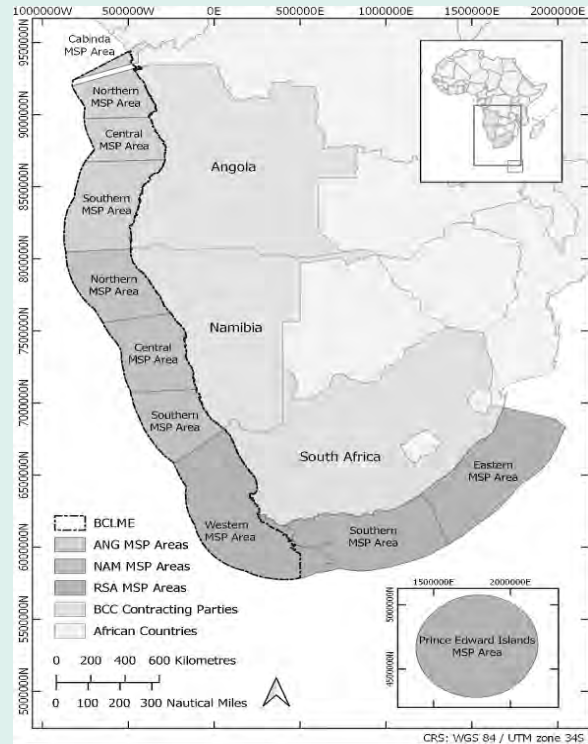 1000000W
500000W
0E
500000E
1000000E
1500000E
2000000E
9500000N
9000000N
8500000N
8000000N
7500000N
7000000N
6500000N
6000000N
5500000N
5000000N
Cabinda
MSP Area
Northern
MSP Area
Central
MSP Area
Southern
MSP Area
Angola
Northern
MSP Area
Namibia
Central
MSP Area
Southern
MSP Area
South Africa
Eastern
MSP Area
Western
MSP Area
Southern
MSP Area
BCLME
ANG MSP Areas
NAM MSP Areas
RSA MSP Areas
BCC Contracting Parties
African Countries
0 200 400 600 Kilometres
0 100 200 300 Nautical Miles
1500000E 2000000E
5000000N
4500000N
Prince Edward Islands
MSP Area
CRS: WGS 84 / UTM zone 34S